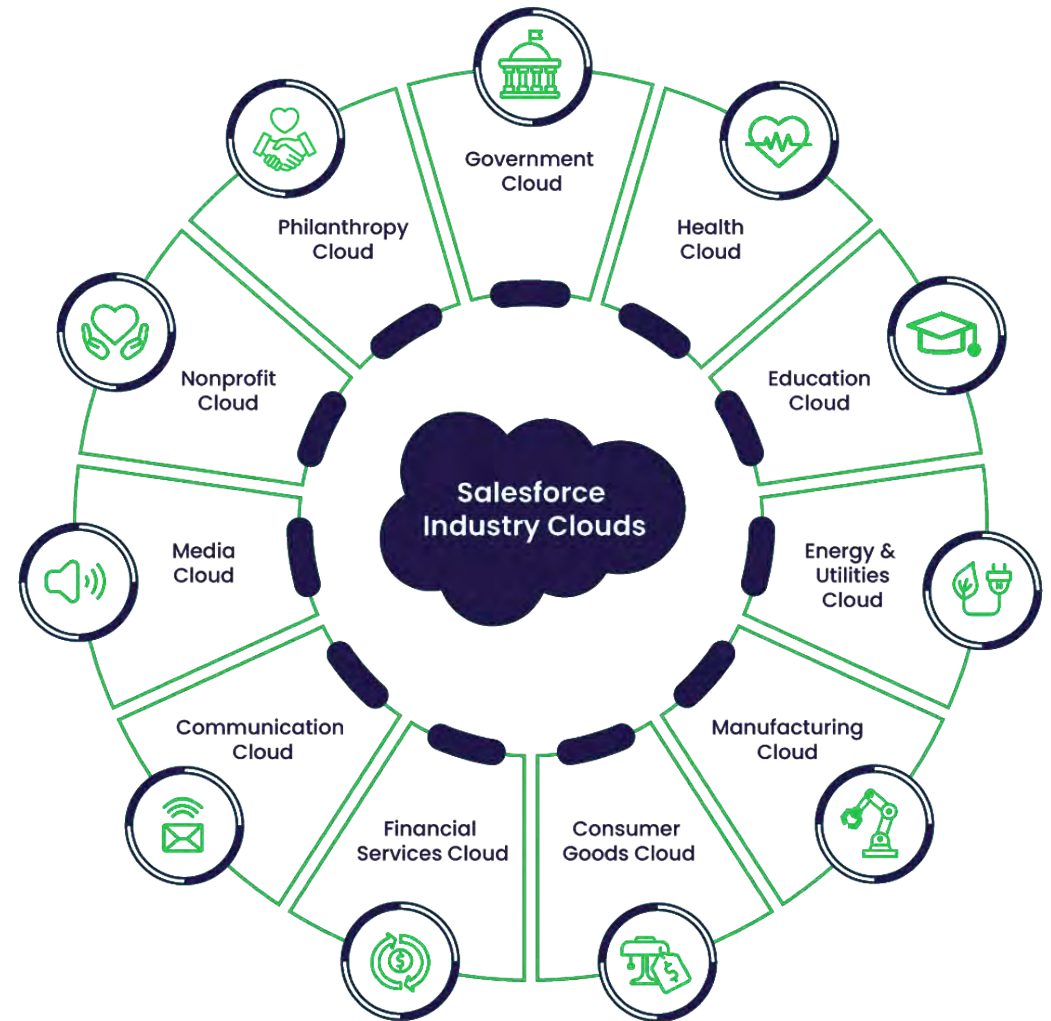 Government
Cloud
Health
Cloud
Education
Cloud
Energy &
Utilities
Cloud
Manufacturing
Cloud
Consumer
Goods Cloud
Financial
Services Cloud
Communication
Cloud
Media
Cloud
Nonprofit
Cloud
Philanthropy
Cloud
Salesforce
Industry Clouds
$
$